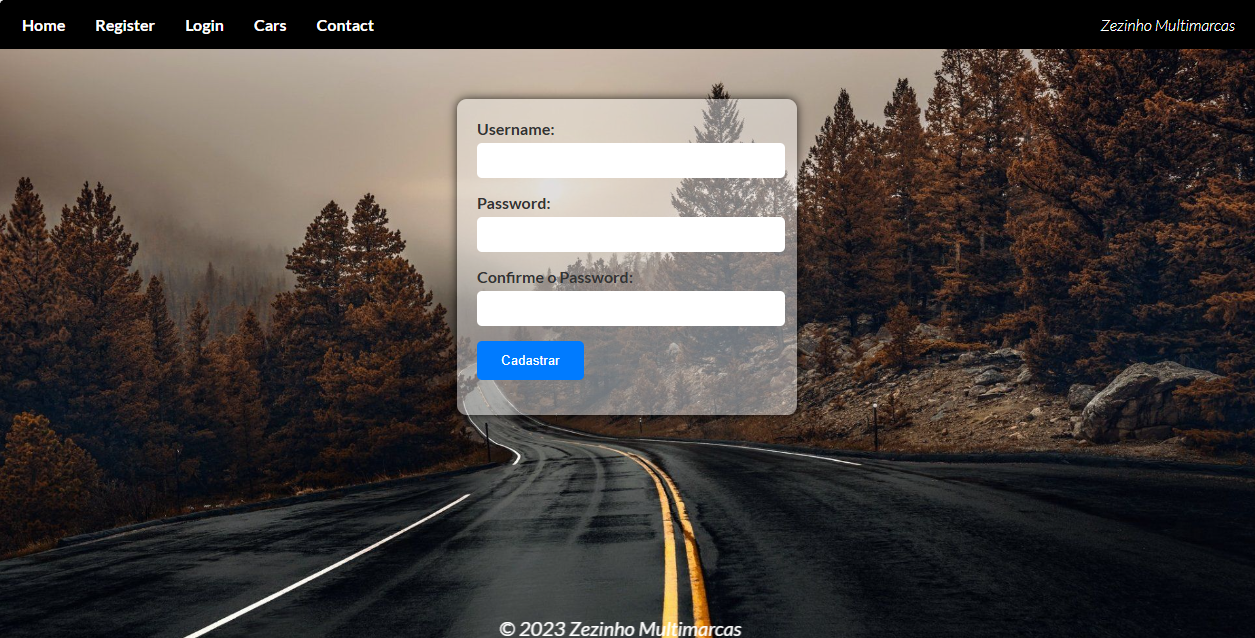 Home Register Login Cars Contact Zezinho Multimarcas
Username:
Password:
Confirme o Password:
Cadastrar
© 2023 Zezinho Multimarcas